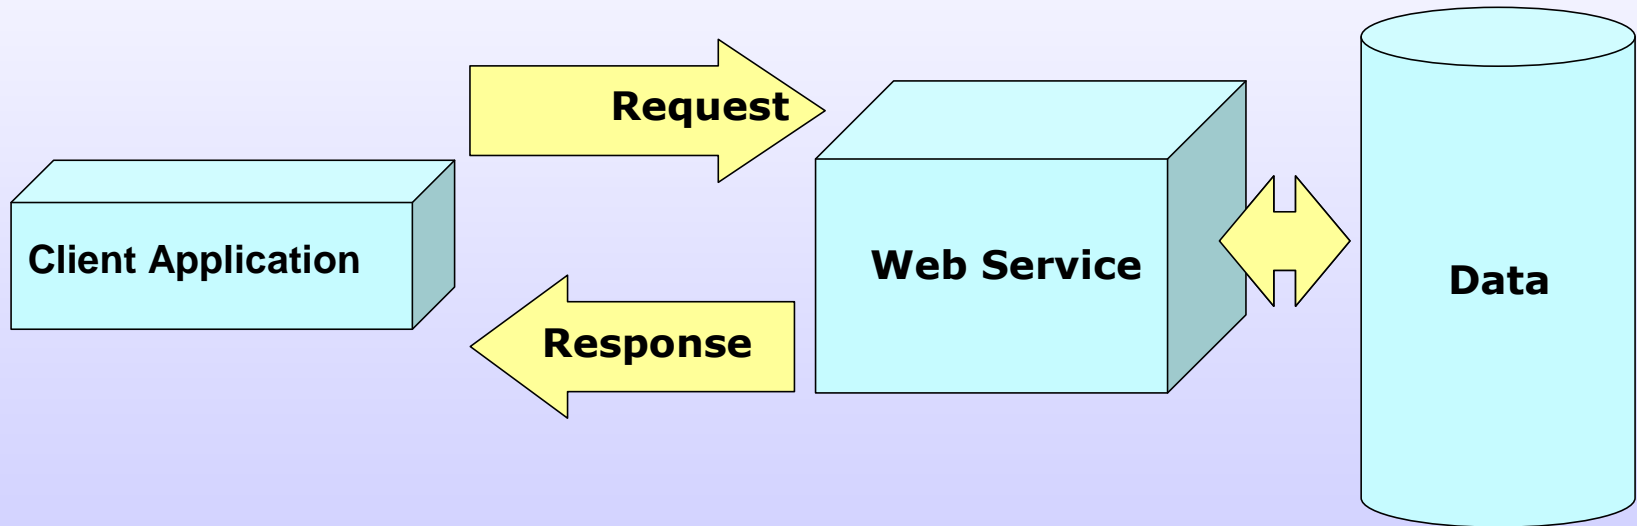 Request
Client Application
Web Service
Data
Response